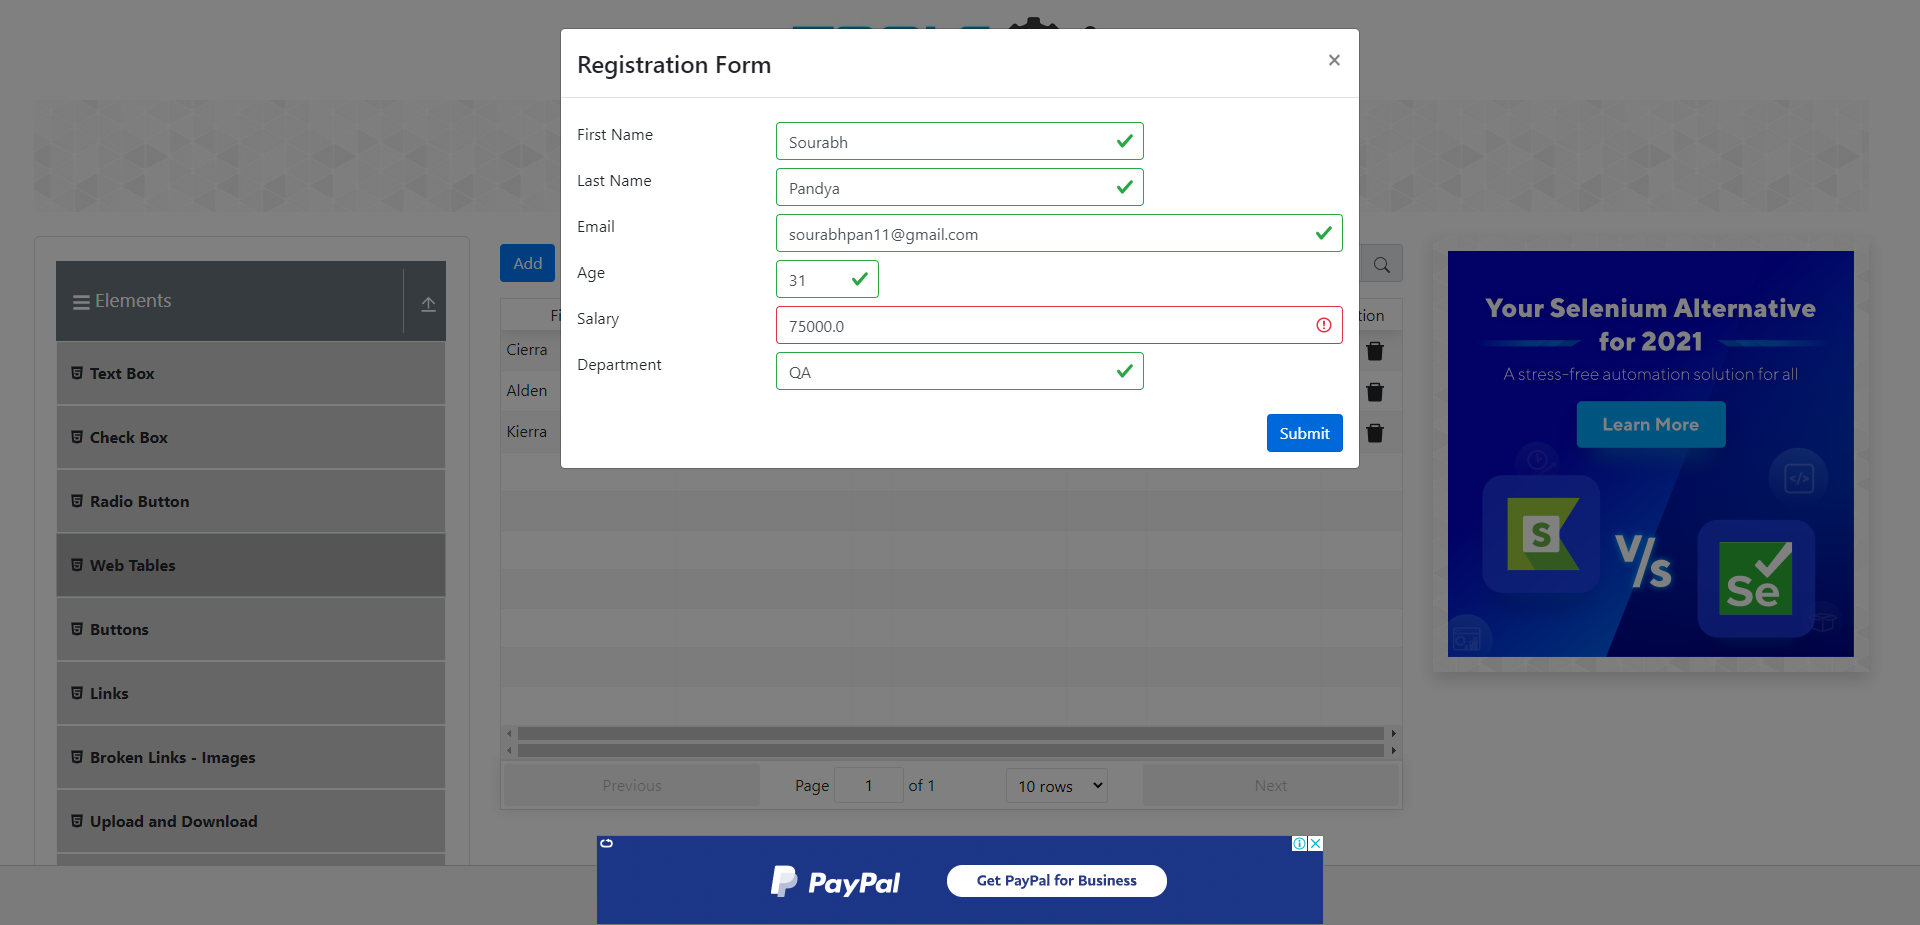 Registration Form
×
First Name
Sourabh
Last Name
Pandya
Email
sourabhpan11@gmail.com
Age
31
Salary
75000.0
Department
QA
Submit
Elements
Text Box
Check Box
Radio Button
Web Tables
Buttons
Links
Broken Links - Images
Upload and Download
Add
Cierra
Alden
Kierra
Previous
Page 1 of 1
10 rows
Next
Your Selenium Alternative
for 2021
A stress-free automation solution for all
Learn More
S
V/s
Se
PayPal
Get PayPal for Business